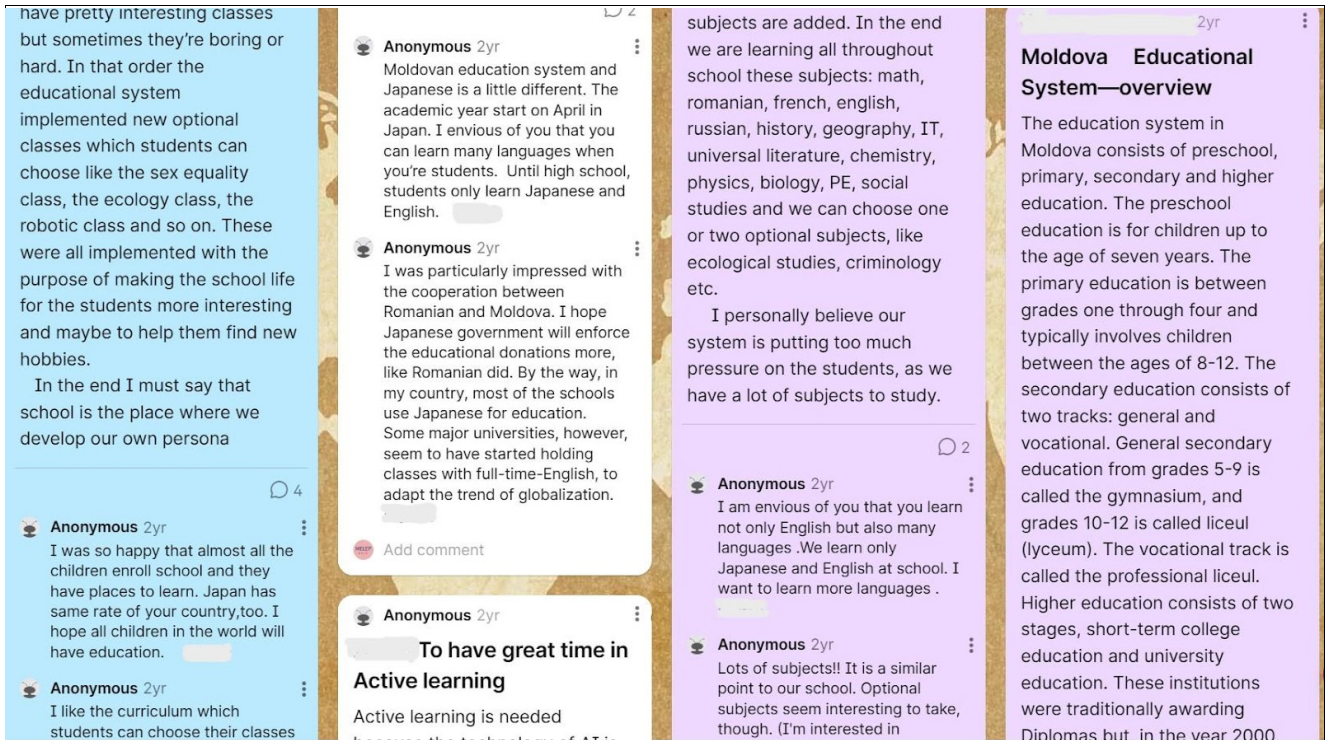 have pretty interesting classes
but sometimes they're boring or
hard. In that order the
educational system
implemented new optional
classes which students can
choose like the sex equality
class, the ecology class, the
robotic class and so on. These
were all implemented with the
purpose of making the school life
for the students more interesting
and maybe to help them find new
hobbies.
In the end I must say that
school is the place where we
develop our own persona
4
Anonymous 2yr
I was so happy that almost all the
children enroll school and they
have places to learn. Japan has
same rate of your country,too. I
hope all children in the world will
have education.
Anonymous 2yr
I like the curriculum which
students can choose their classes
2
Anonymous 2yr
Moldovan education system and
Japanese is a little different. The
academic year start on April in
Japan. I envious of you that you
can learn many languages when
you're students. Until high school,
students only learn Japanese and
English.
Anonymous 2yr
I was particularly impressed with
the cooperation between
Romanian and Moldova. I hope
Japanese government will enforce
the educational donations more,
like Romanian did. By the way, in
my country, most of the schools
use Japanese for education.
Some major universities, however,
seem to have started holding
classes with full-time-English, to
adapt the trend of globalization.
Add comment
Anonymous 2yr
To have great time in
Active learning
Active learning is needed
because the technology of AI is
subjects are added. In the end
we are learning all throughout
school these subjects: math,
romanian, french, english,
russian, history, geography, IT,
universal literature, chemistry,
physics, biology, PE, social
studies and we can choose one
or two optional subjects, like
ecological studies, criminology
etc.
I personally believe our
system is putting too much
pressure on the students, as we
have a lot of subjects to study.
2
Anonymous 2yr
I am envious of you that you learn
not only English but also many
languages .We learn only
Japanese and English at school. I
want to learn more languages .
Anonymous 2yr
Lots of subjects!! It is a similar
point to our school. Optional
subjects seem interesting to take,
though. (I'm interested in
2yr
Moldova Educational
System—overview
The education system in
Moldova consists of preschool,
primary, secondary and higher
education. The preschool
education is for children up to
the age of seven years. The
primary education is between
grades one through four and
typically involves children
between the ages of 8-12. The
secondary education consists of
two tracks: general and
vocational. General secondary
education from grades 5-9 is
called the gymnasium, and
grades 10-12 is called liceul
(lyceum). The vocational track is
called the professional liceul.
Higher education consists of two
stages, short-term college
education and university
education. These institutions
were traditionally awarding
Diplomas but, in the year 2000,